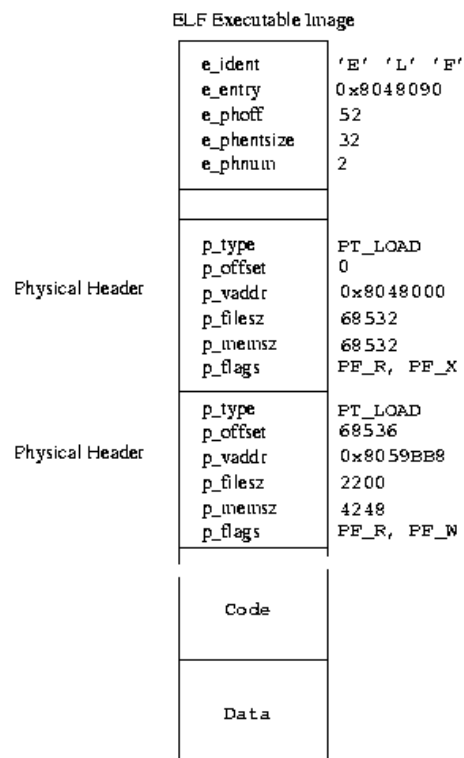 ELF Executable Image
e_ident 'E' 'L' 'F'
e_entry 0x8048090
e_phoff 52
e_phentsize 32
e_phnum 2
Physical Header
p_type PT_LOAD
p_offset 0
p_vaddr 0x8048000
p_filesz 68532
p_memsz 68532
p_flags PF_R, PF_X
Physical Header
p_type PT_LOAD
p_offset 68536
p_vaddr 0x8059BB8
p_filesz 2200
p_memsz 4248
p_flags PF_R, PF_W
Code
Data